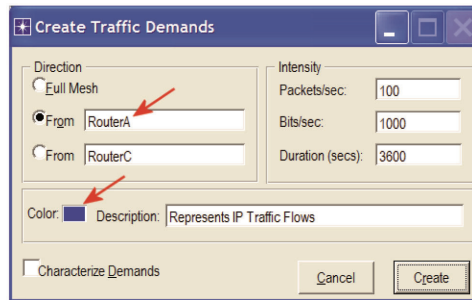 Create Traffic Demands
Direction
Full Mesh
From RouterA
From RouterC
Intensity
Packets/sec: 100
Bits/sec: 1000
Duration (secs): 3600
Color: Description: Represents IP Traffic Flows
Characterize Demands
Cancel Create